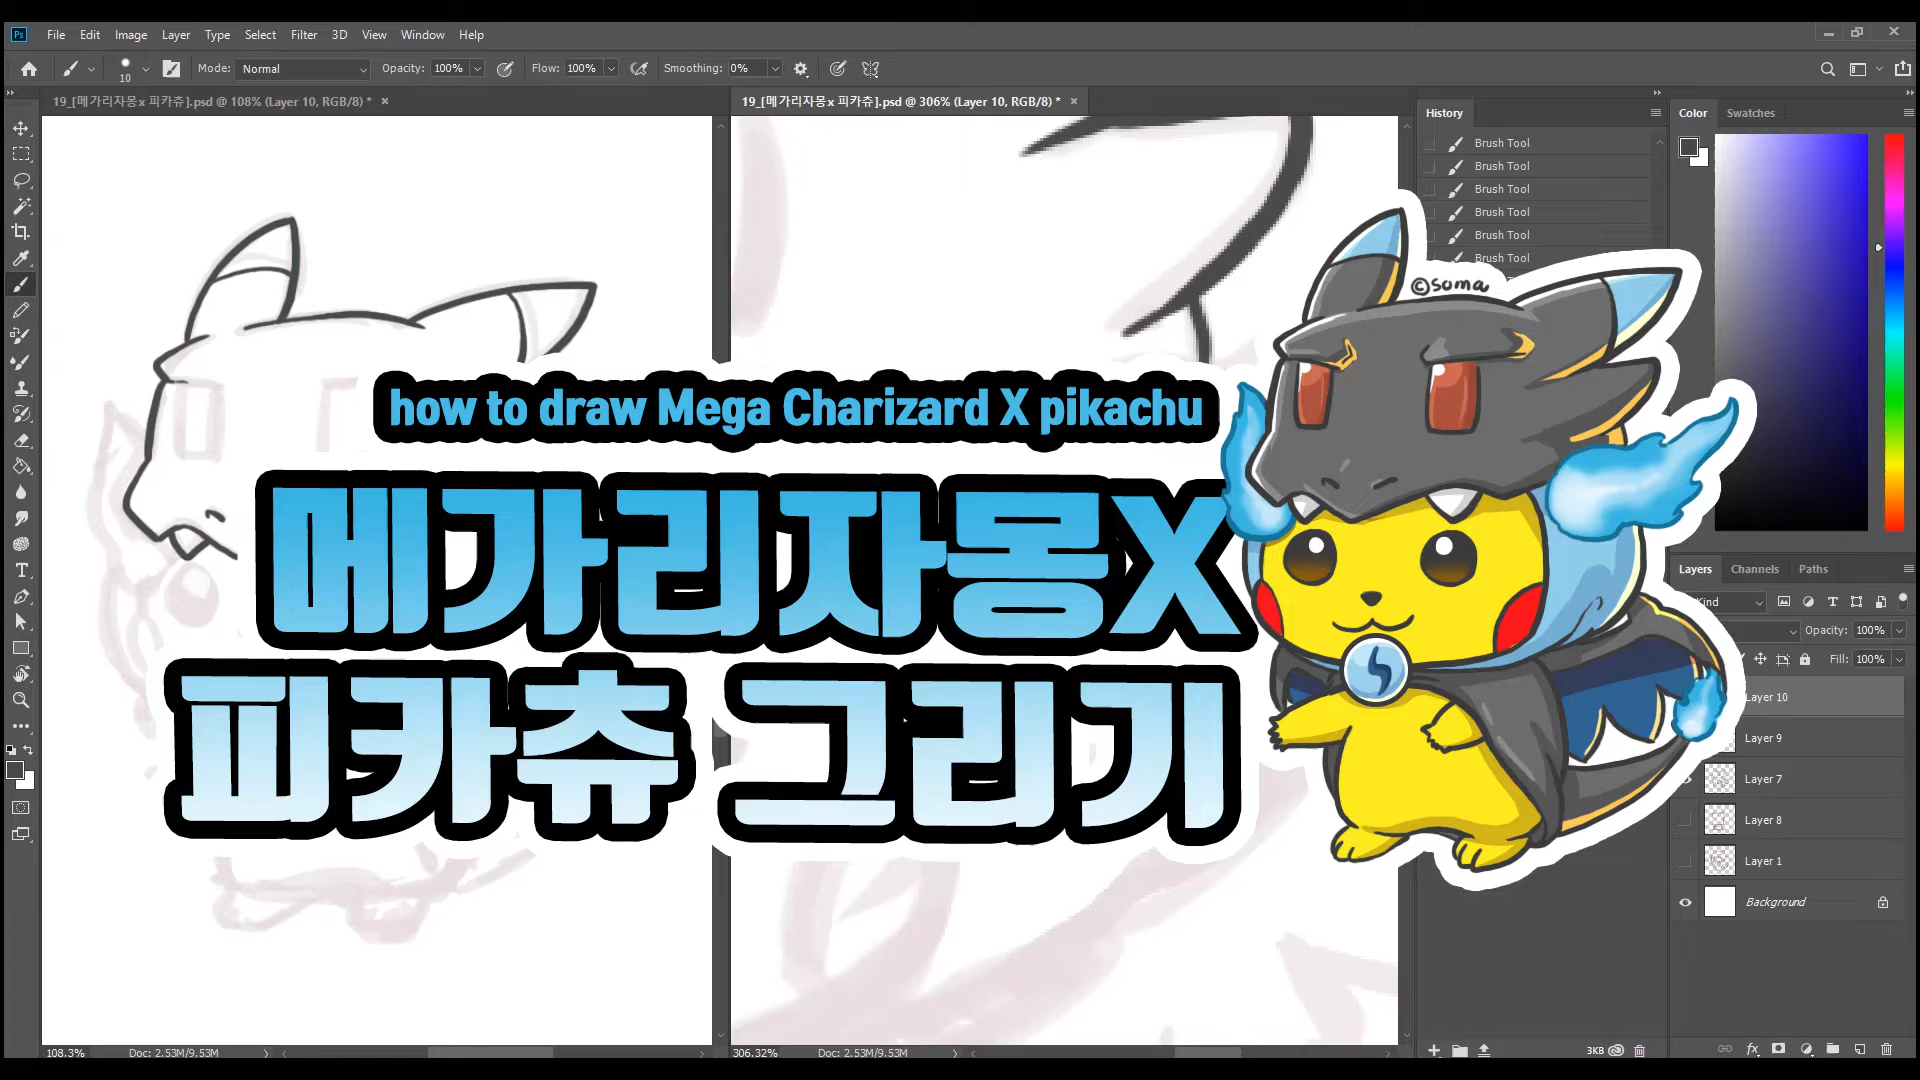 Ps File Edit Image Layer Type Select Filter 3D View Window Help
10 Mode: Normal Opacity: 100% Flow: 100% Smoothing: 0%
19_[메가리자몽x 피카츄].psd @ 108% (Layer 10, RGB/8) * ×
19_[메가리자몽x 피카츄].psd @ 306% (Layer 10, RGB/8) * ×
History
Brush Tool
Brush Tool
Brush Tool
Brush Tool
Brush Tool
Brush Tool
Color Swatches
©soma
how to draw Mega Charizard X pikachu
메가리자몽X
피카츄 그리기
Layers Channels Paths
Kind
Opacity: 100%
Fill: 100%
Layer 10
Layer 9
Layer 7
Layer 8
Layer 1
Background
108.3% Doc: 2.53M/9.53M
306.32% Doc: 2.53M/9.53M
3KB